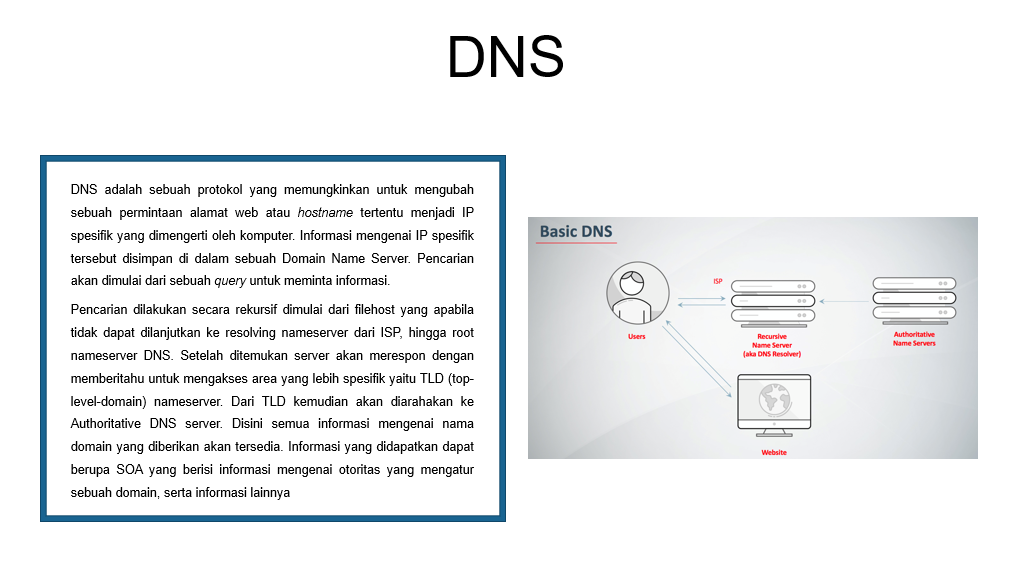 DNS
DNS adalah sebuah protokol yang memungkinkan untuk mengubah
sebuah permintaan alamat web atau hostname tertentu menjadi IP
spesifik yang dimengerti oleh komputer. Informasi mengenai IP spesifik
tersebut disimpan di dalam sebuah Domain Name Server. Pencarian
akan dimulai dari sebuah query untuk meminta informasi.
Pencarian dilakukan secara rekursif dimulai dari filehost yang apabila
tidak dapat dilanjutkan ke resolving nameserver dari ISP, hingga root
nameserver DNS. Setelah ditemukan server akan merespon dengan
memberitahu untuk mengakses area yang lebih spesifik yaitu TLD (top-
level-domain) nameserver. Dari TLD kemudian akan diarahakan ke
Authoritative DNS server. Disini semua informasi mengenai nama
domain yang diberikan akan tersedia. Informasi yang didapatkan dapat
berupa SOA yang berisi informasi mengenai otoritas yang mengatur
sebuah domain, serta informasi lainnya
Basic DNS
ISP
Users
Recursive
Name Server
(aka DNS Resolver)
Authoritative
Name Servers
Website